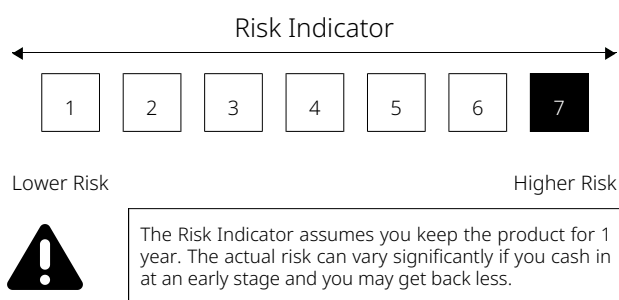 Risk Indicator
1 2 3 4 5 6 7
Lower Risk Higher Risk
The Risk Indicator assumes you keep the product for 1
year. The actual risk can vary significantly if you cash in
at an early stage and you may get back less.